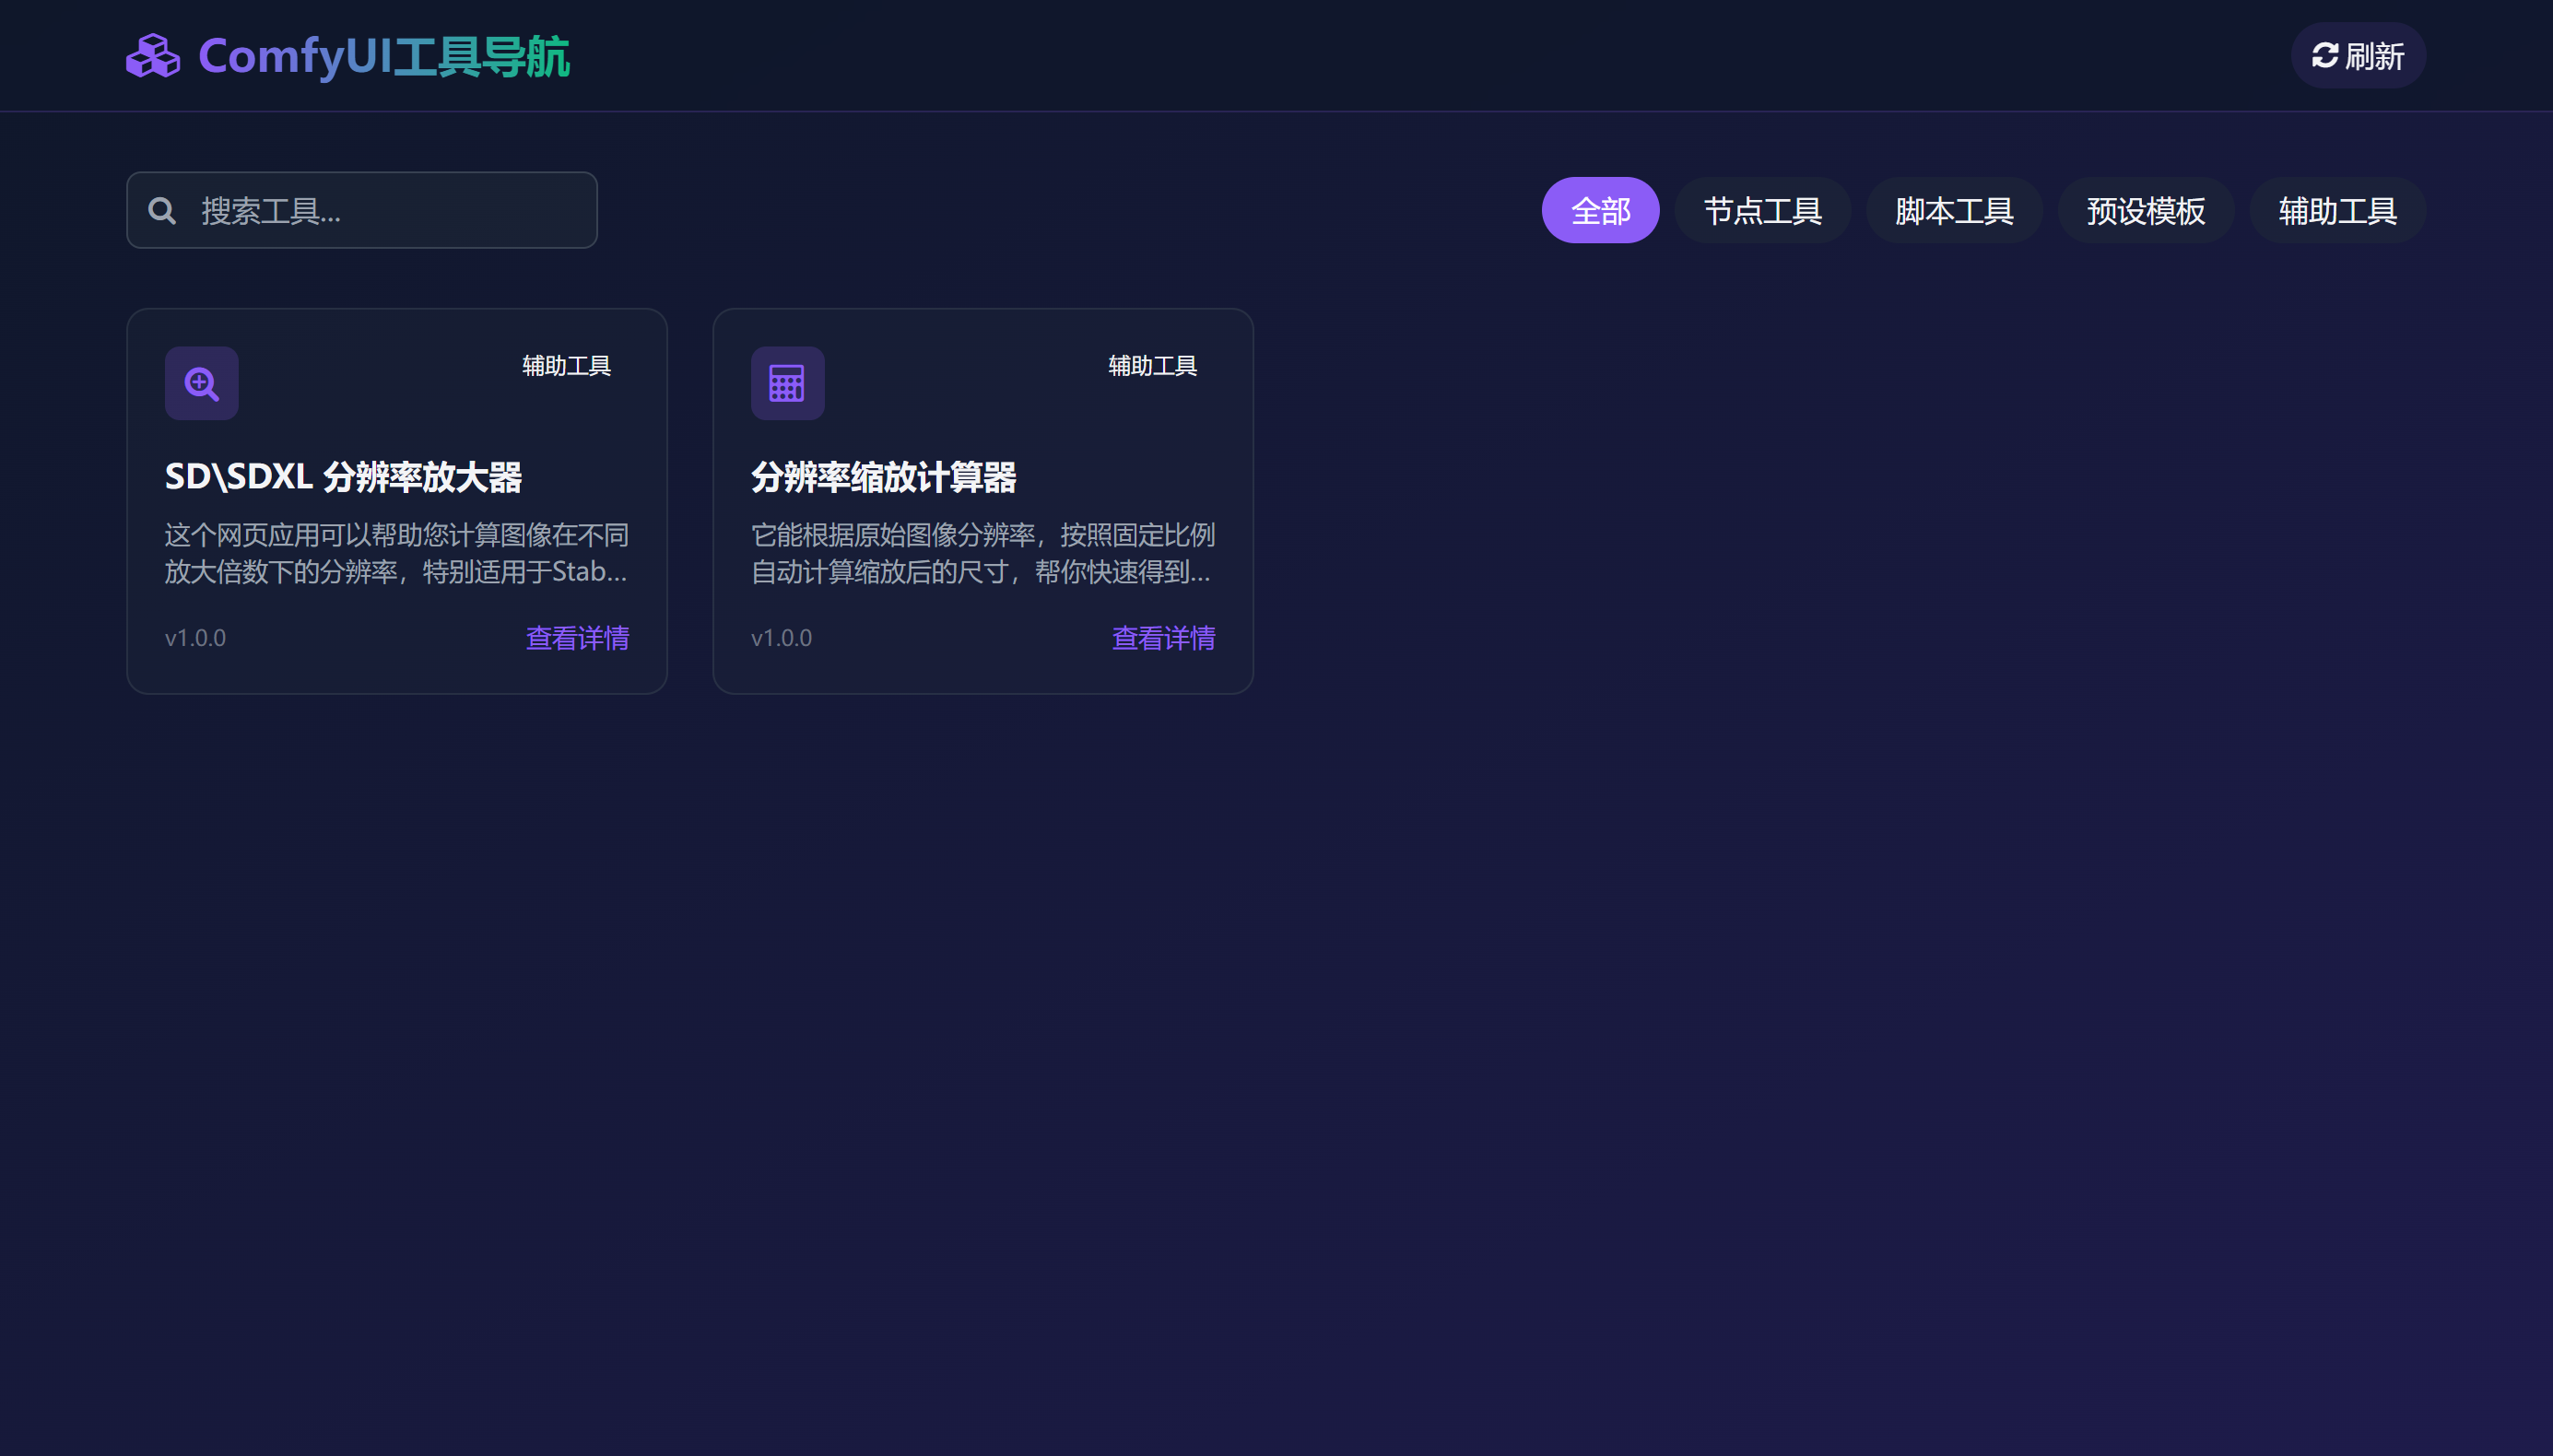 ComfyUI工具导航
刷新
搜索工具...
全部
节点工具
脚本工具
预设模板
辅助工具
辅助工具
SD\SDXL 分辨率放大器
这个网页应用可以帮助您计算图像在不同
放大倍数下的分辨率，特别适用于Stab...
v1.0.0
查看详情
辅助工具
分辨率缩放计算器
它能根据原始图像分辨率，按照固定比例
自动计算缩放后的尺寸，帮你快速得到...
v1.0.0
查看详情